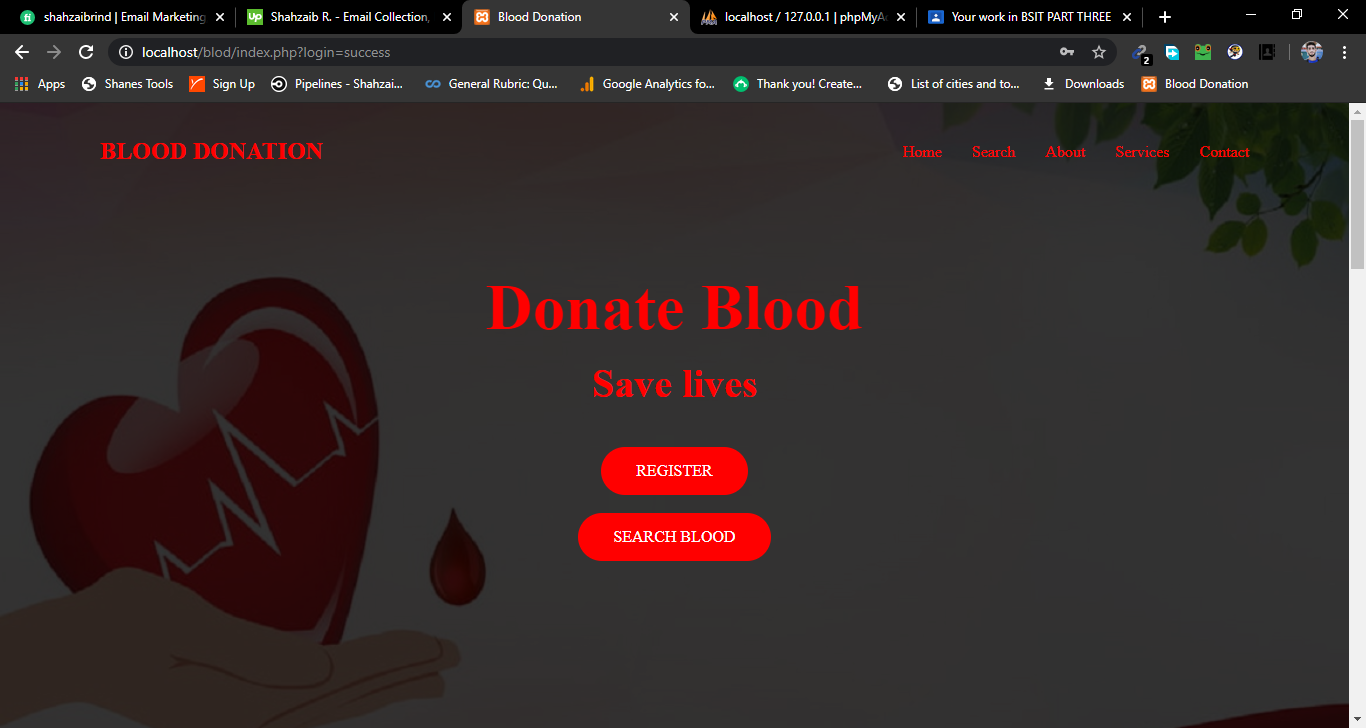 shahzaibrind | Email Marketing
Shahzaib R. - Email Collection,
Blood Donation
localhost / 127.0.0.1 | phpMyA
Your work in BSIT PART THREE
localhost/blod/index.php?login=success
2
Apps
Shanes Tools
Sign Up
Pipelines - Shahzai...
General Rubric: Qu...
Google Analytics fo...
Thank you! Create...
List of cities and to...
Downloads
Blood Donation
BLOOD DONATION
Home Search About Services Contact
Donate Blood
Save lives
REGISTER
SEARCH BLOOD